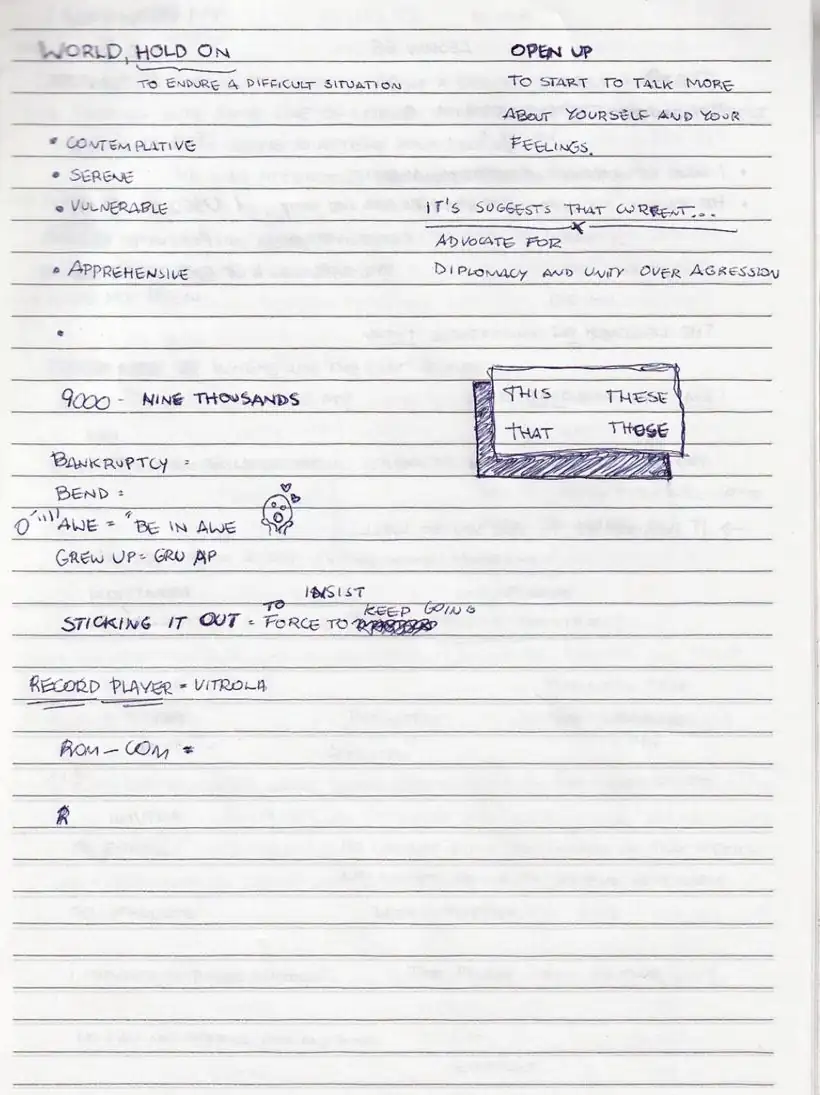 WORLD, HOLD ON
TO ENDURE A DIFFICULT SITUATION
• CONTEMPLATIVE
• SERENE
• VULNERABLE
• APPREHENSIVE
•
OPEN UP
TO START TO TALK MORE
ABOUT YOURSELF AND YOUR
FEELINGS.
IT'S SUGGESTS THAT CURRENT...
ADVOCATE FOR
DIPLOMACY AND UNITY OVER AGRESSION
9000 - NINE THOUSANDS
THIS THESE
THAT THOSE
BANKRUPTCY =
BEND =
AWE = "BE IN AWE
GREW UP = GRU AP
INSIST
TO KEEP GOING
STICKING IT OUT = FORCE TO
RECORD PLAYER = VITROLA
ROM-COM =
R